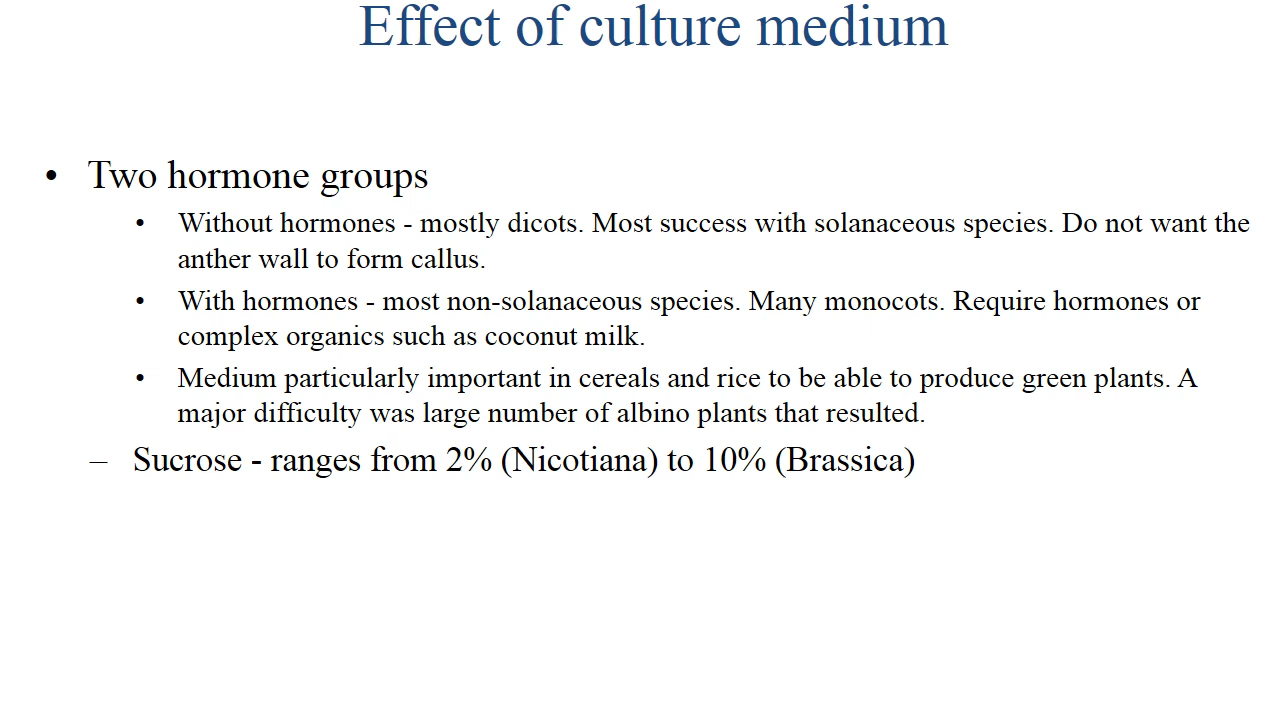 Effect of culture medium
• Two hormone groups
• Without hormones - mostly dicots. Most success with solanaceous species. Do not want the
anther wall to form callus.
• With hormones - most non-solanaceous species. Many monocots. Require hormones or
complex organics such as coconut milk.
• Medium particularly important in cereals and rice to be able to produce green plants. A
major difficulty was large number of albino plants that resulted.
– Sucrose - ranges from 2% (Nicotiana) to 10% (Brassica)